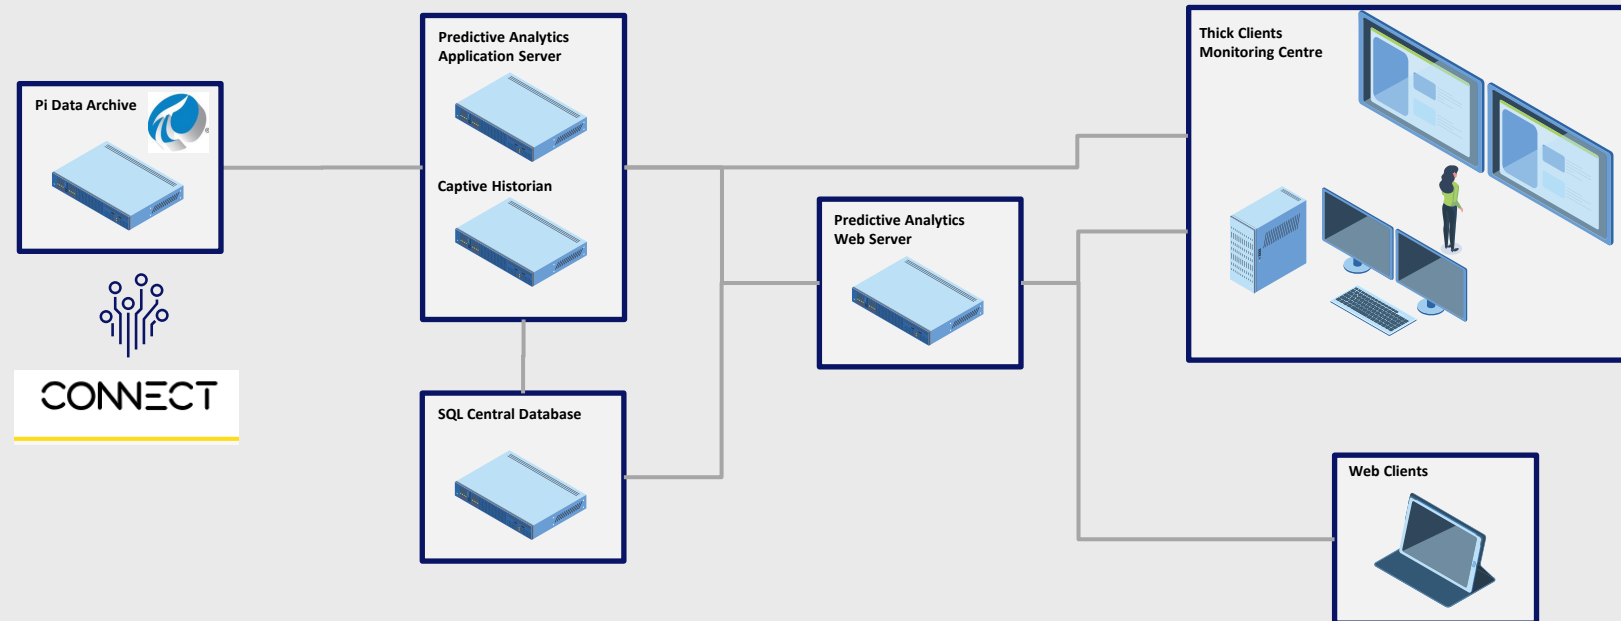 Pi Data Archive
®
CONNECT
Predictive Analytics
Application Server
Captive Historian
SQL Central Database
Predictive Analytics
Web Server
Thick Clients
Monitoring Centre
Web Clients